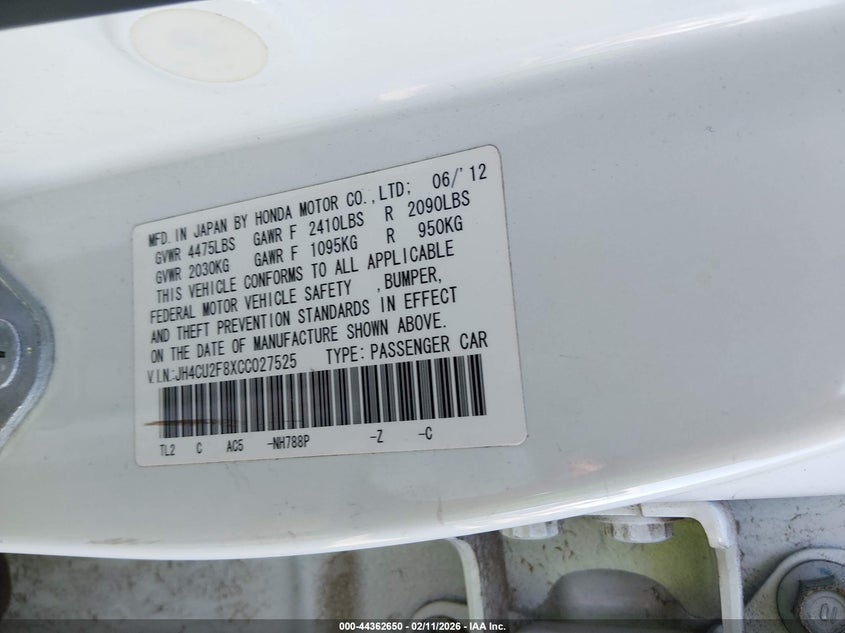 MFD. IN JAPAN BY HONDA MOTOR CO.,LTD; 06/'12
GVWR 4475LBS GAWR F 2410LBS R 2090LBS
GVWR 2030KG GAWR F 1095KG R 950KG
THIS VEHICLE CONFORMS TO ALL APPLICABLE
FEDERAL MOTOR VEHICLE SAFETY ,BUMPER,
AND THEFT PREVENTION STANDARDS IN EFFECT
ON THE DATE OF MANUFACTURE SHOWN ABOVE.
V.I.N.:JH4CU2F8XCC027525 TYPE: PASSENGER CAR
TL2 C AC5 -NH788P -Z -C
000-44362650 - 02/11/2026 - IAA Inc.